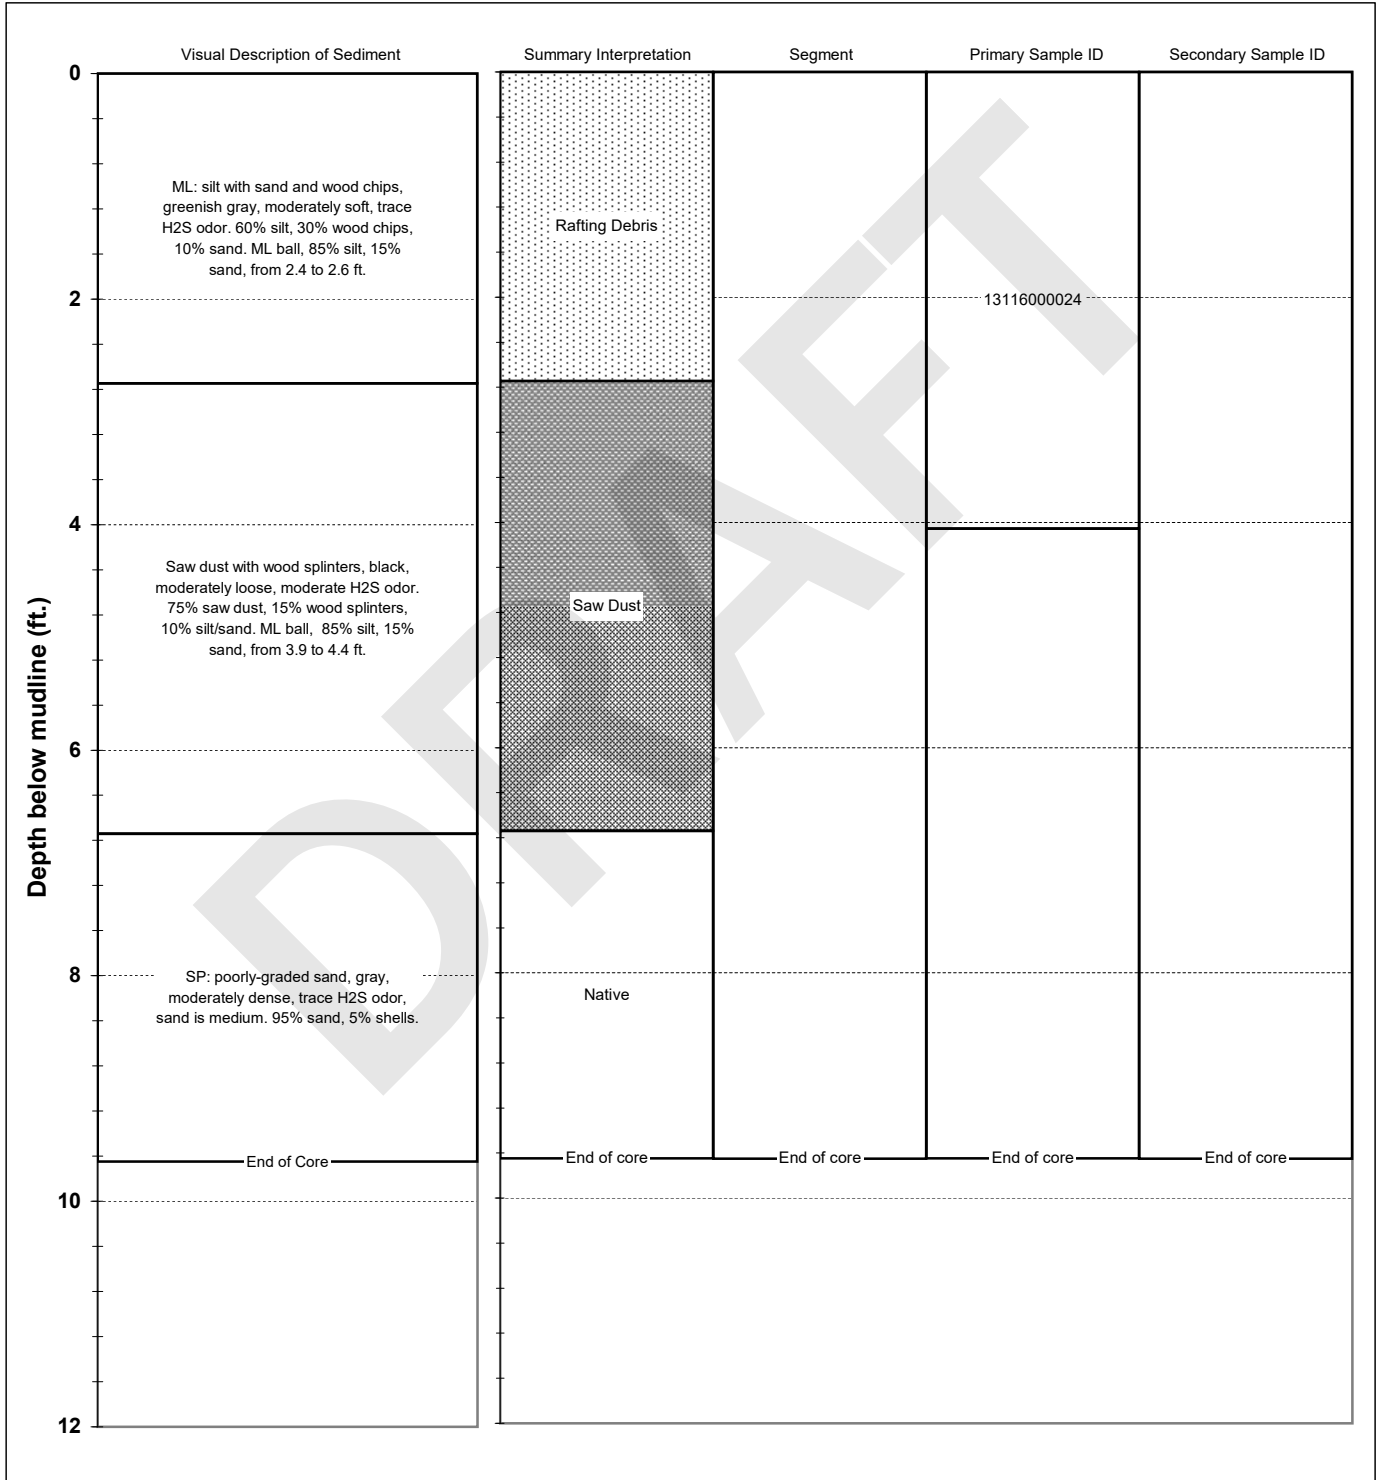 Visual Description of Sediment
Summary Interpretation
Segment
Primary Sample ID
Secondary Sample ID
0
2
4
6
8
10
12
Depth below mudline (ft.)
ML: silt with sand and wood chips,
greenish gray, moderately soft, trace
H2S odor. 60% silt, 30% wood chips,
10% sand. ML ball, 85% silt, 15%
sand, from 2.4 to 2.6 ft.
Saw dust with wood splinters, black,
moderately loose, moderate H2S odor.
75% saw dust, 15% wood splinters,
10% silt/sand. ML ball,  85% silt, 15%
sand, from 3.9 to 4.4 ft.
SP: poorly-graded sand, gray,
moderately dense, trace H2S odor,
sand is medium. 95% sand, 5% shells.
End of Core
Rafting Debris
Saw Dust
Native
End of core
End of core
13116000024
End of core
End of core
DRAFT